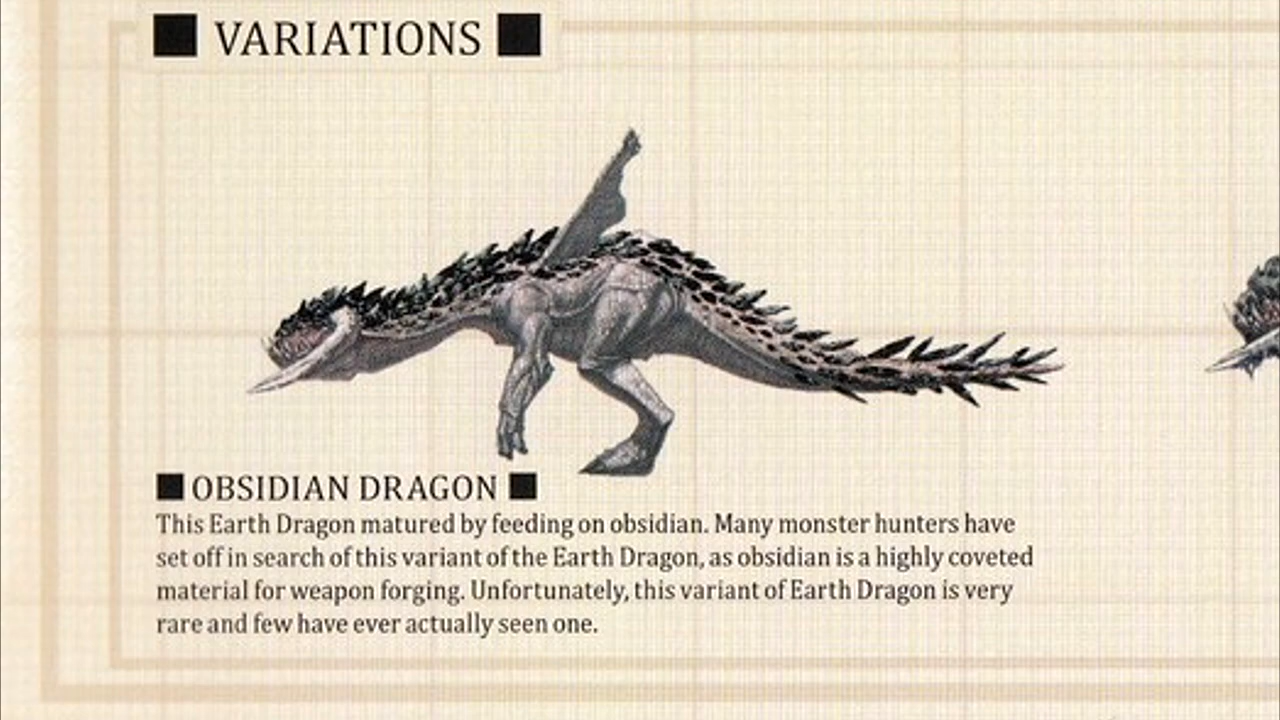 VARIATIONS
OBSIDIAN DRAGON
This Earth Dragon matured by feeding on obsidian. Many monster hunters have
set off in search of this variant of the Earth Dragon, as obsidian is a highly coveted
material for weapon forging. Unfortunately, this variant of Earth Dragon is very
rare and few have ever actually seen one.